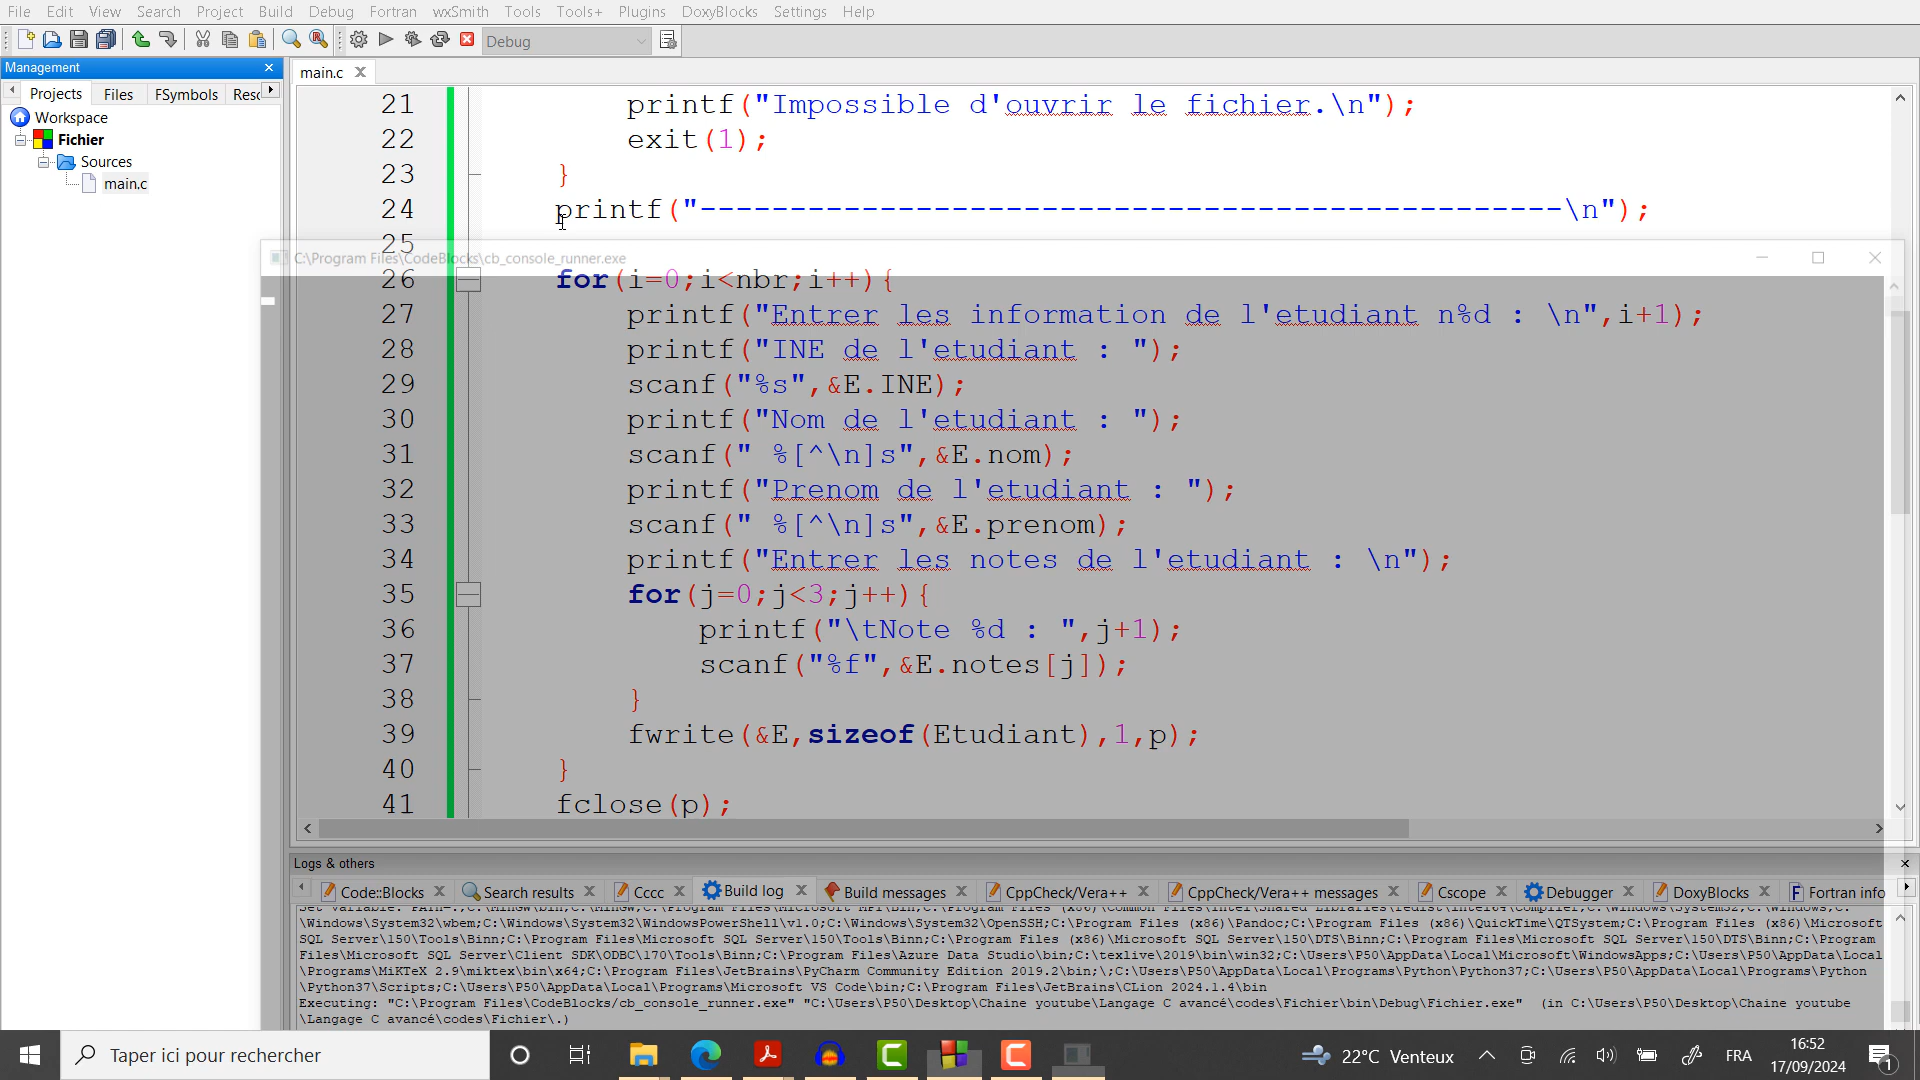 File Edit View Search Project Build Debug Fortran wxSmith Tools Tools+ Plugins DoxyBlocks Settings Help
Debug
Management
main.c
Projects Files FSymbols Resc
Workspace
Fichier
Sources
main.c
21 printf("Impossible d'ouvrir le fichier.\n");
22 exit(1);
23 }
24 printf("------------------------------------------------\n");
25
C:\Program Files\CodeBlocks\cb_console_runner.exe
26 for(i=0;i<nbr;i++){
27 printf("Entrer les information de l'etudiant n%d : \n",i+1);
28 printf("INE de l'etudiant : ");
29 scanf("%s",&E.INE);
30 printf("Nom de l'etudiant : ");
31 scanf(" %[^\n]s",&E.nom);
32 printf("Prenom de l'etudiant : ");
33 scanf(" %[^\n]s",&E.prenom);
34 printf("Entrer les notes de l'etudiant : \n");
35 for(j=0;j<3;j++){
36 printf("\tNote %d : ",j+1);
37 scanf("%f",&E.notes[j]);
38 }
39 fwrite(&E,sizeof(Etudiant),1,p);
40 }
41 fclose(p);
Logs & others
Code::Blocks Search results Cccc Build log Build messages CppCheck/Vera++ CppCheck/Vera++ messages Cscope Debugger DoxyBlocks Fortran info
\Windows\System32\wbem;C:\Windows\System32\WindowsPowerShell\v1.0;C:\Windows\System32\OpenSSH;C:\Program Files (x86)\Pandoc;C:\Program Files (x86)\QuickTime\QTSystem;C:\Program Files (x86)\Microsoft
SQL Server\150\Tools\Binn;C:\Program Files\Microsoft SQL Server\150\Tools\Binn;C:\Program Files (x86)\Microsoft SQL Server\150\DTS\Binn;C:\Program Files\Microsoft SQL Server\150\DTS\Binn;C:\Program
Files\Microsoft SQL Server\Client SDK\ODBC\170\Tools\Binn;C:\Program Files\Azure Data Studio\bin;C:\texlive\2019\bin\win32;C:\Users\P50\AppData\Local\Microsoft\WindowsApps;C:\Users\P50\AppData\Local
\Programs\MiKTeX 2.9\miktex\bin\x64;C:\Program Files\JetBrains\PyCharm Community Edition 2019.2\bin;\;C:\Users\P50\AppData\Local\Programs\Python\Python37;C:\Users\P50\AppData\Local\Programs\Python
\Python37\Scripts;C:\Users\P50\AppData\Local\Programs\Microsoft VS Code\bin;C:\Program Files\JetBrains\CLion 2024.1.4\bin
Executing: "C:\Program Files\CodeBlocks/cb_console_runner.exe" "C:\Users\P50\Desktop\Chaine youtube\Langage C avancé\codes\Fichier\bin\Debug\Fichier.exe" (in C:\Users\P50\Desktop\Chaine youtube
\Langage C avancé\codes\Fichier\.)
Taper ici pour rechercher
22°C Venteux
FRA
16:52
17/09/2024
1